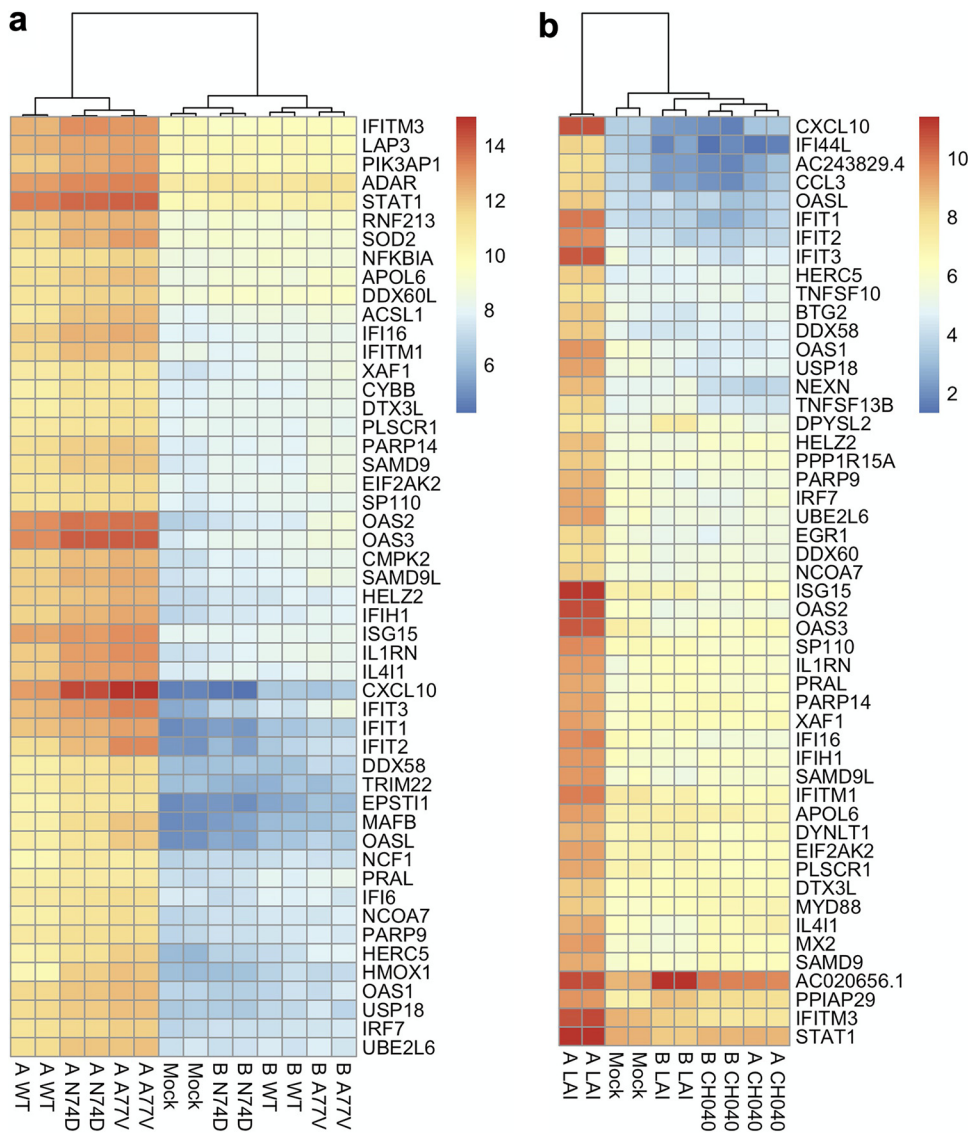 a
IFITM3
LAP3
PIK3AP1
ADAR
STAT1
RNF213
SOD2
NFKBIA
APOL6
DDX60L
ACSL1
IFI16
IFITM1
XAF1
CYBB
DTX3L
PLSCR1
PARP14
SAMD9
EIF2AK2
SP110
OAS2
OAS3
CMPK2
SAMD9L
HELZ2
IFIH1
ISG15
IL1RN
IL4I1
CXCL10
IFIT3
IFIT1
IFIT2
DDX58
TRIM22
EPSTI1
MAFB
OASL
NCF1
PRAL
IFI6
NCOA7
PARP9
HERC5
HMOX1
OAS1
USP18
IRF7
UBE2L6
A WT
A WT
A N74D
A N74D
A A77V
A A77V
Mock
Mock
B N74D
B N74D
B WT
B WT
B A77V
B A77V
14
12
10
8
6
b
CXCL10
IFI44L
AC243829.4
CCL3
OASL
IFIT1
IFIT2
IFIT3
HERC5
TNFSF10
BTG2
DDX58
OAS1
USP18
NEXN
TNFSF13B
DPYSL2
HELZ2
PPP1R15A
PARP9
IRF7
UBE2L6
EGR1
DDX60
NCOA7
ISG15
OAS2
OAS3
SP110
IL1RN
PRAL
PARP14
XAF1
IFI16
IFIH1
SAMD9L
IFITM1
APOL6
DYNLT1
EIF2AK2
PLSCR1
DTX3L
MYD88
IL4I1
MX2
SAMD9
AC020656.1
PPIAP29
IFITM3
STAT1
A LAI
A LAI
Mock
Mock
B LAI
B LAI
B CH040
B CH040
A CH040
A CH040
10
8
6
4
2